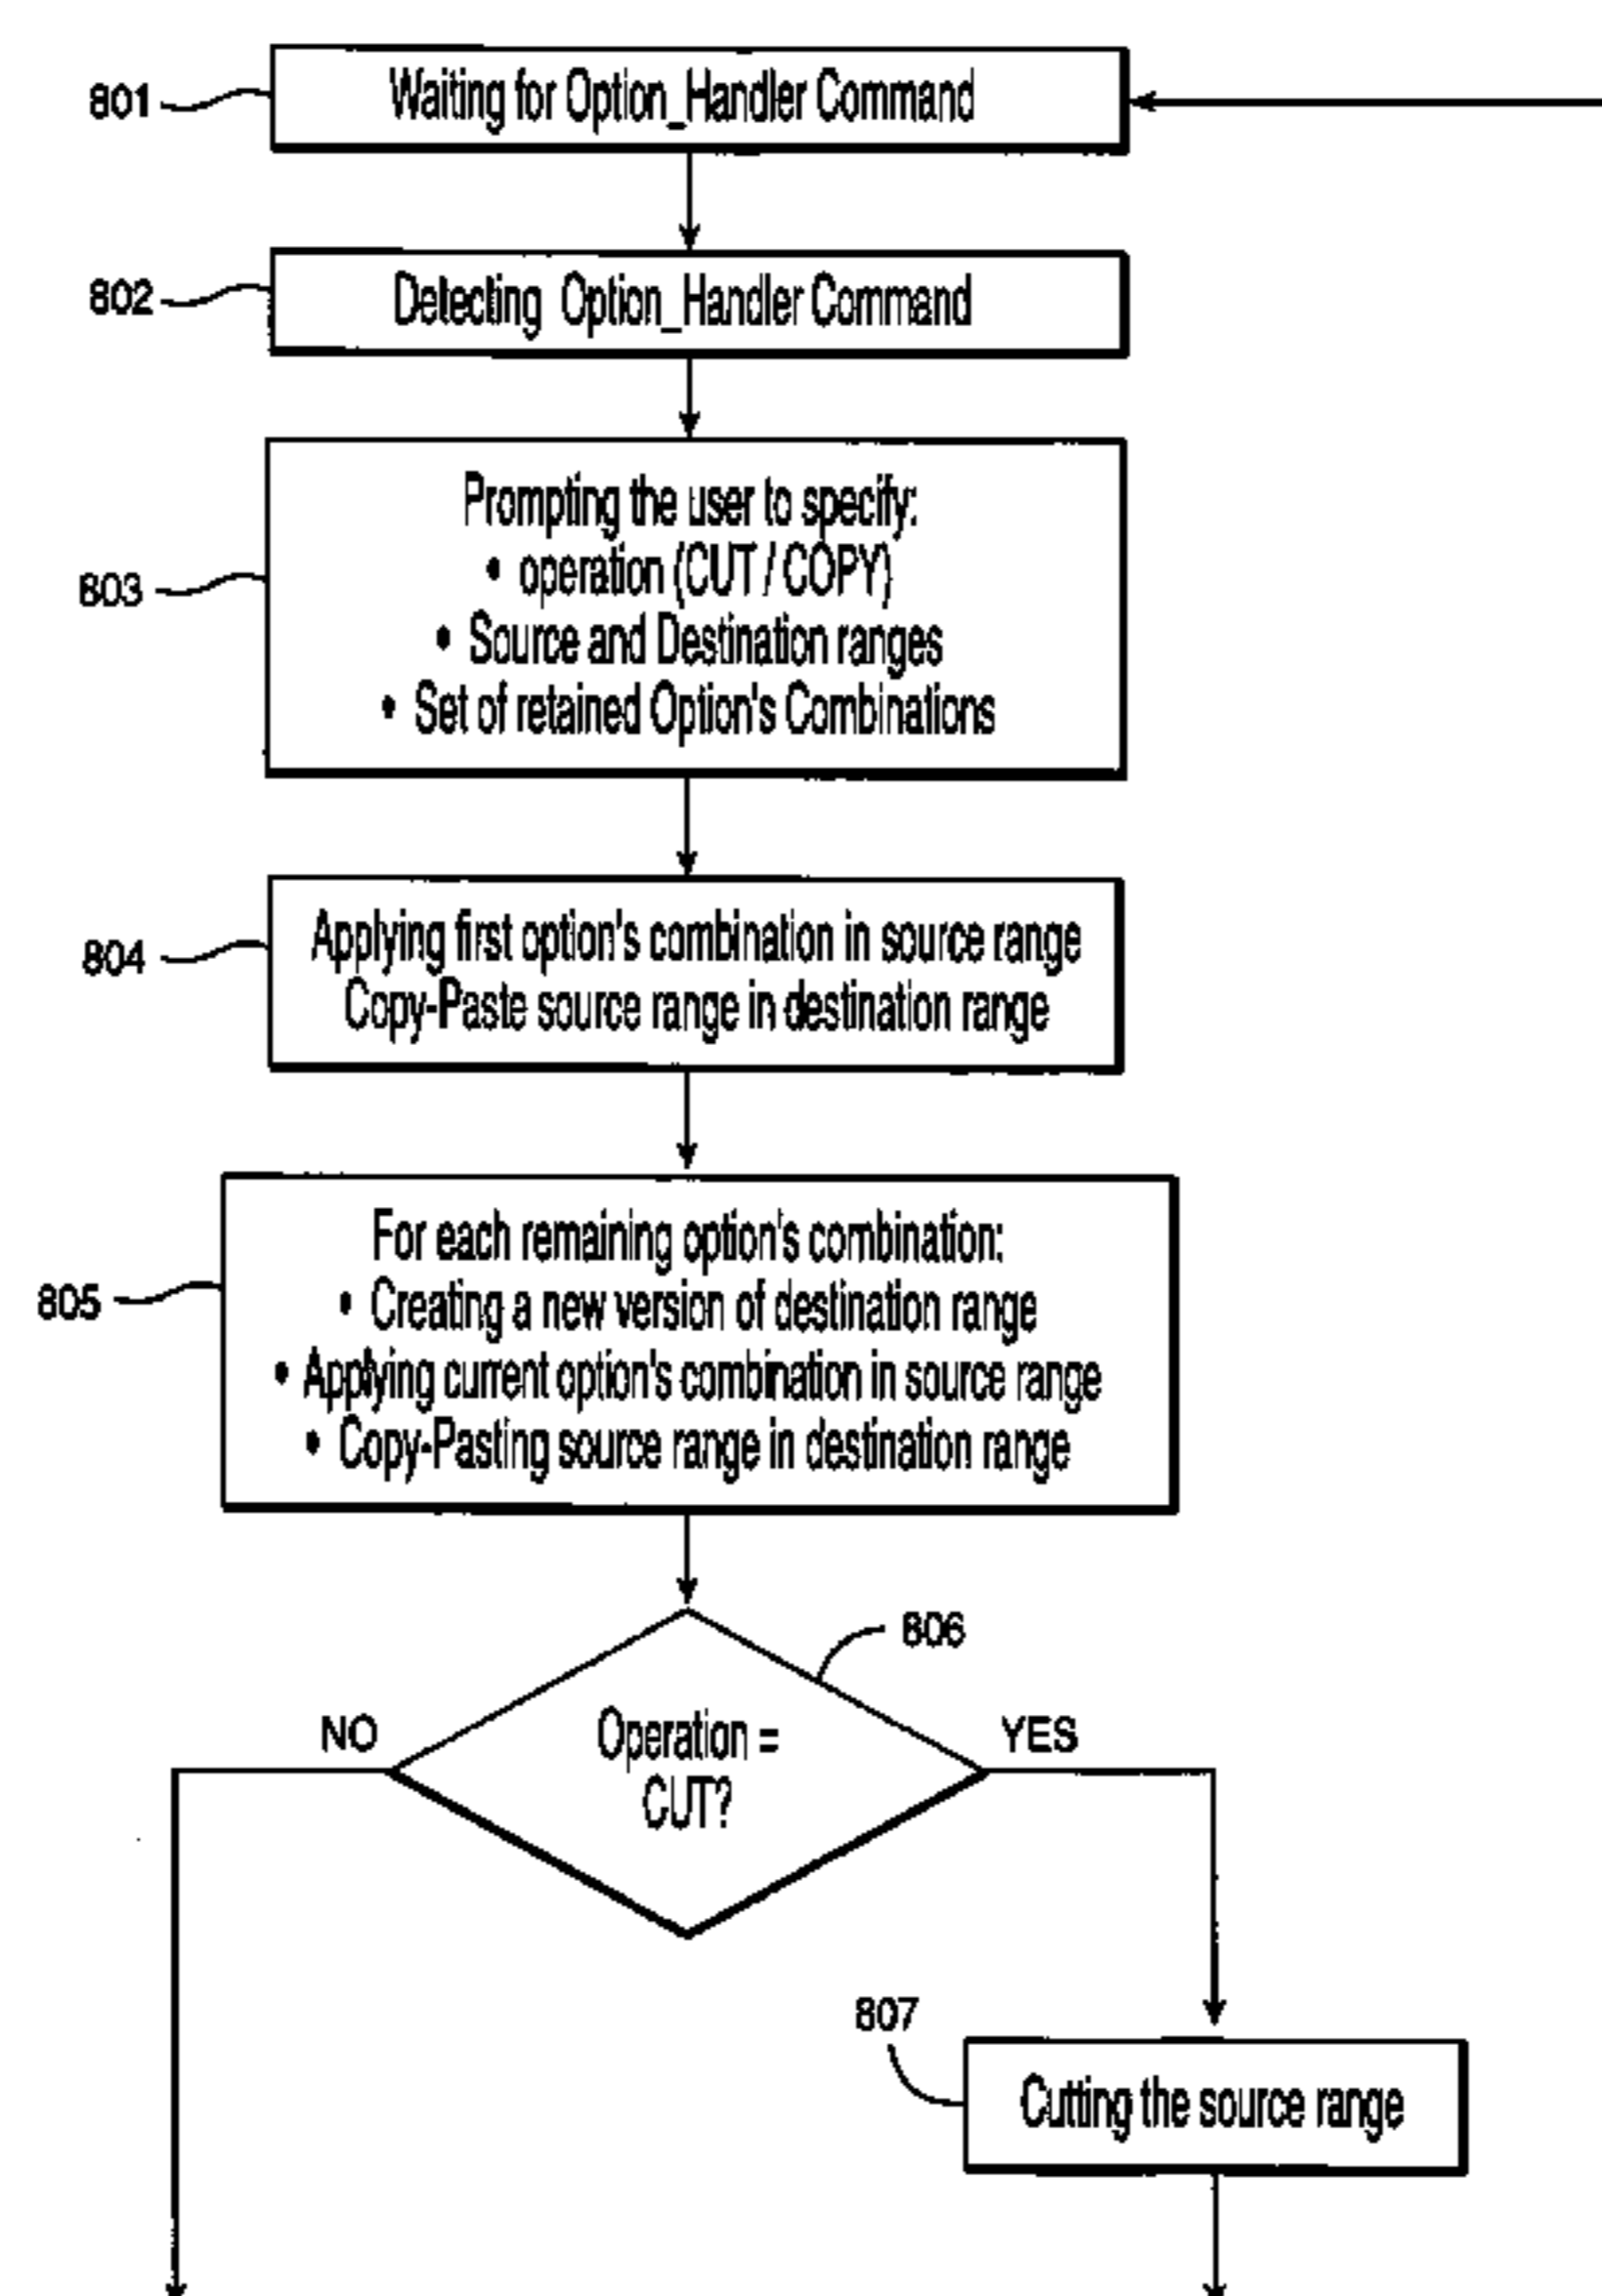 801
Waiting for Option_Handler Command
802
Detecting Option_Handler Command
803
Prompting the user to specify:
• operation (CUT / COPY)
• Source and Destination ranges
• Set of retained Option's Combinations
804
Applying first option's combination in source range
Copy-Paste source range in destination range
805
For each remaining option's combination:
• Creating a new version of destination range
• Applying current option's combination in source range
• Copy-Pasting source range in destination range
806
NO
Operation =
CUT?
YES
807
Cutting the source range